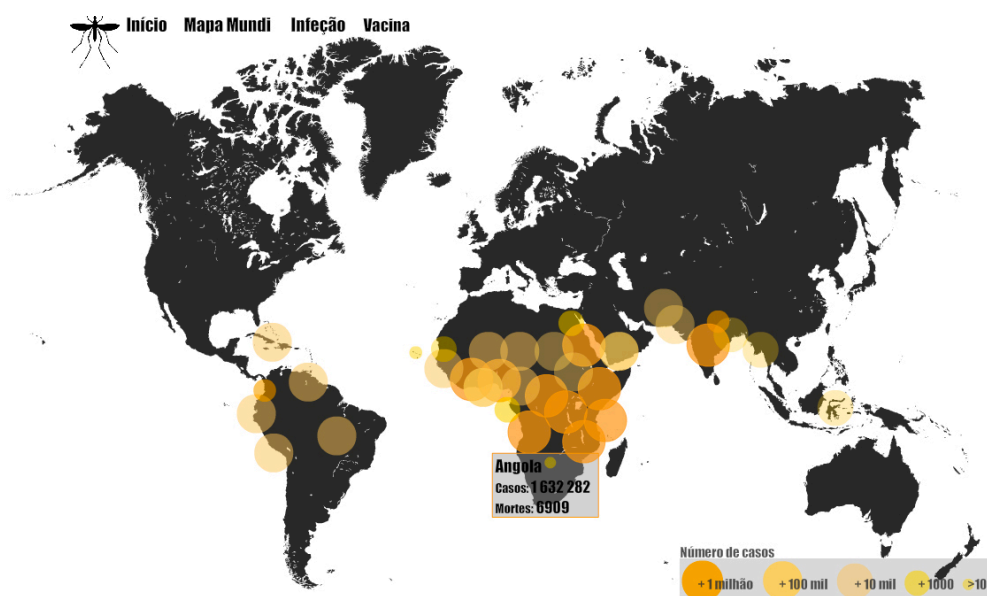 Início Mapa Mundi Infeção Vacina
Angola
Casos: 1 632 282
Mortes: 6909
Número de casos
+ 1 milhão + 100 mil + 10 mil + 1000 >10